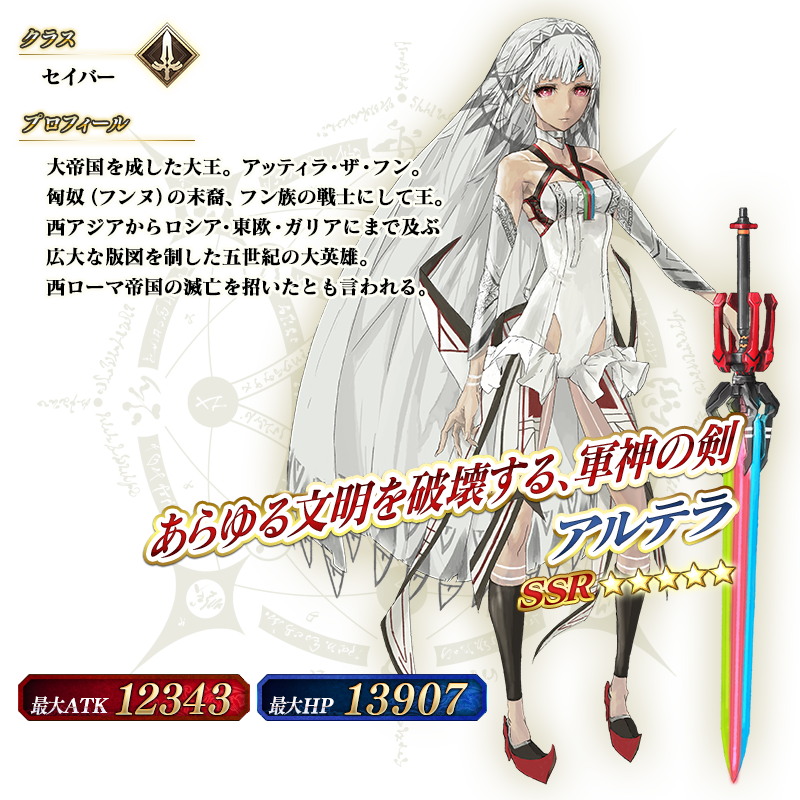 クラス
セイバー
プロフィール
大帝国を成した大王。アッティラ・ザ・フン。
匈奴（フンヌ）の末裔、フン族の戦士にして王。
西アジアからロシア・東欧・ガリアにまで及ぶ
広大な版図を制した五世紀の大英雄。
西ローマ帝国の滅亡を招いたとも言われる。
あらゆる文明を破壊する、軍神の剣
アルテラ
SSR☆☆☆☆☆
最大ATK 12343
最大HP 13907